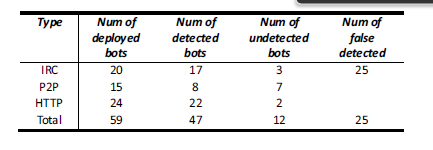 Type Num of Num of Num of Num of
deployed detected undetected false
bots bots bots detected
IRC 20 17 3 25
P2P 15 8 7
HTTP 24 22 2
Total 59 47 12 25